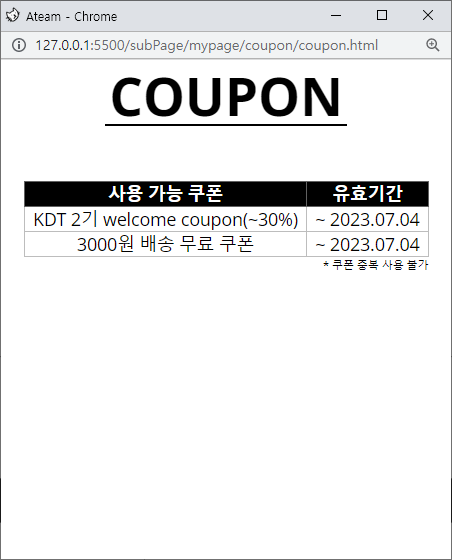 Ateam - Chrome
127.0.0.1:5500/subPage/mypage/coupon/coupon.html
COUPON
사용 가능 쿠폰 유효기간
KDT 2기 welcome coupon(~30%) ~ 2023.07.04
3000원 배송 무료 쿠폰 ~ 2023.07.04
* 쿠폰 중복 사용 불가